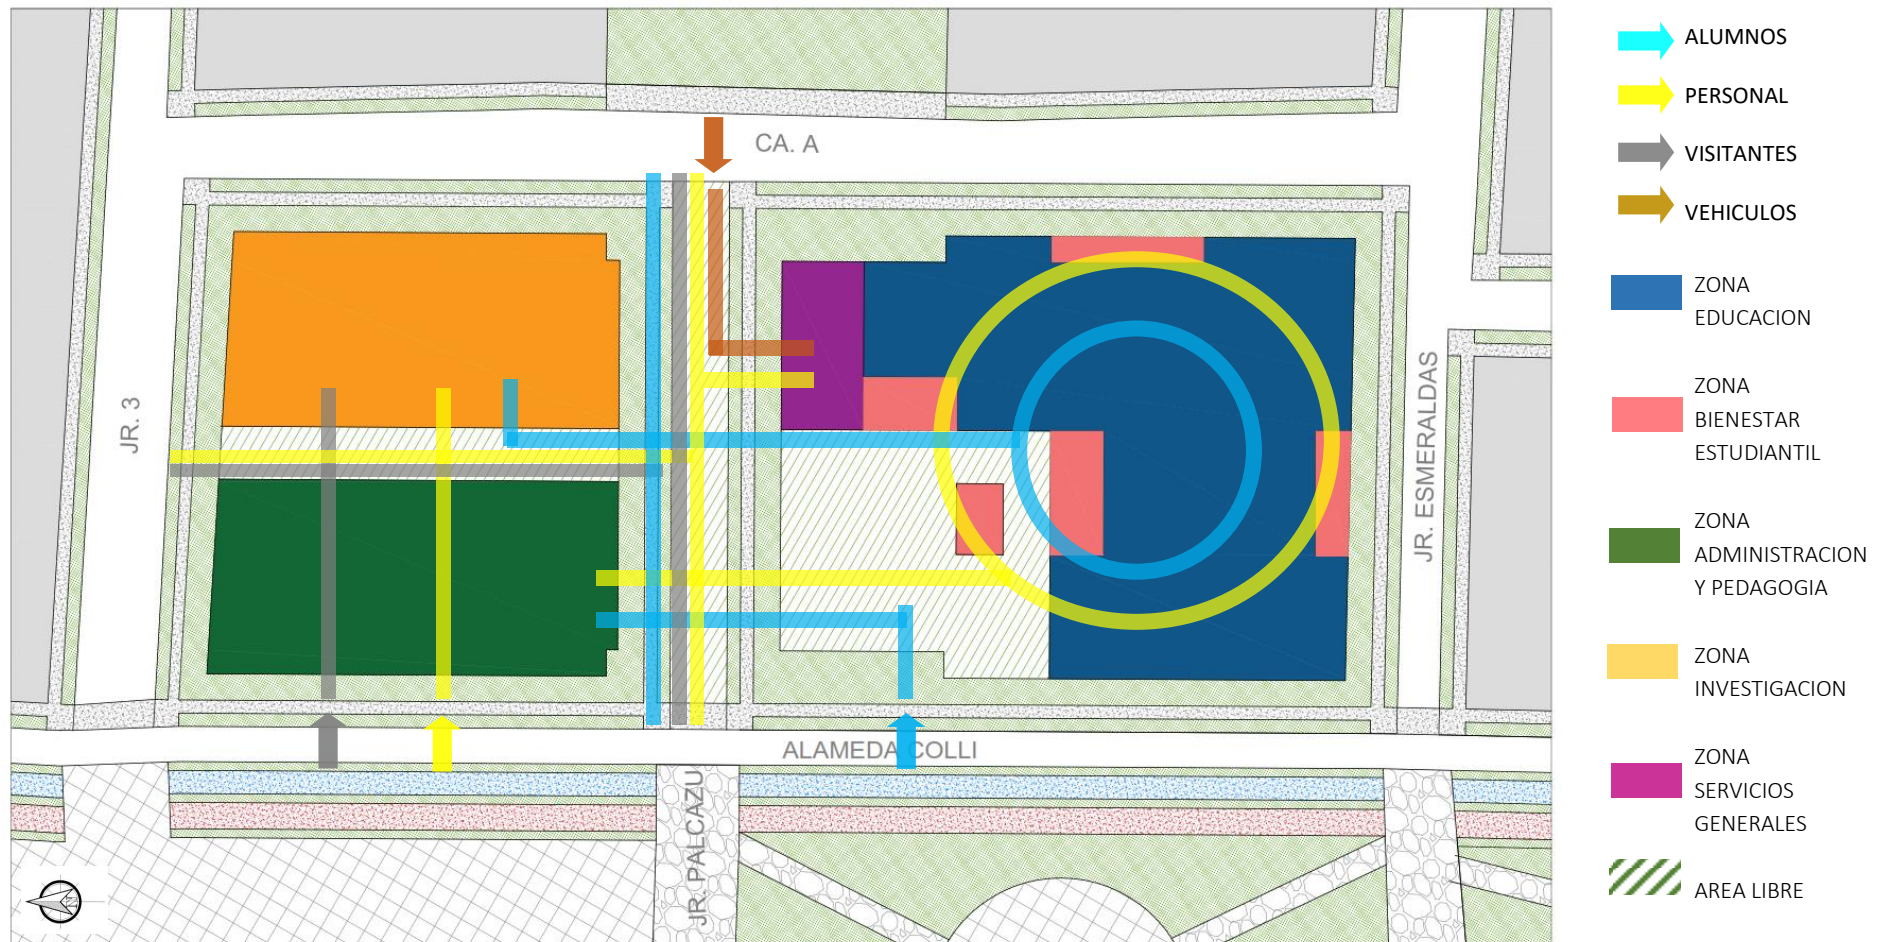 CA. A
JR. 3
JR. ESMERALDAS
ALAMEDA COLLI
JR. PALCAZU
N
ALUMNOS
PERSONAL
VISITANTES
VEHICULOS
ZONA
EDUCACION
ZONA
BIENESTAR
ESTUDIANTIL
ZONA
ADMINISTRACION
Y PEDAGOGIA
ZONA
INVESTIGACION
ZONA
SERVICIOS
GENERALES
AREA LIBRE